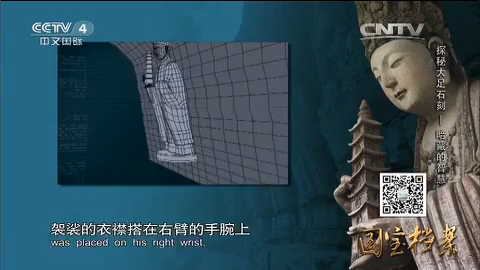 CCTV 4
中文国际
CNTV
探秘大足石刻——暗藏的智慧
国宝档案
架裟的衣襟搭在右臂的手腕上
was placed on his right wrist.